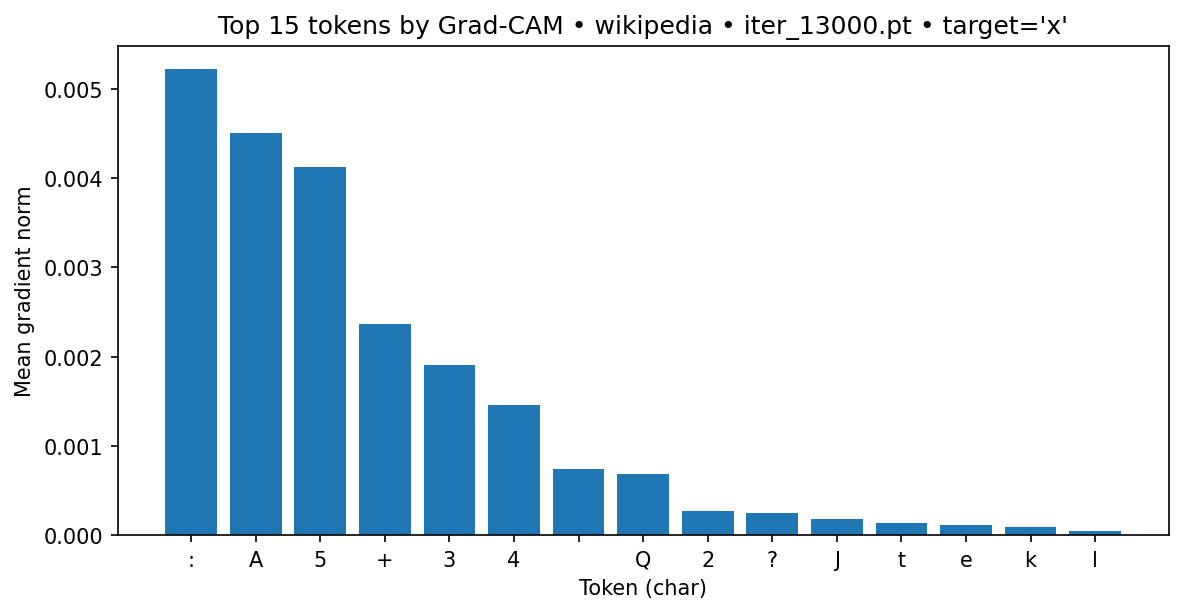 Top 15 tokens by Grad-CAM • wikipedia • iter_13000.pt • target='x'
Mean gradient norm
0.005
0.004
0.003
0.002
0.001
0.000
: A 5 + 3 4 Q 2 ? J t e k
Token (char)